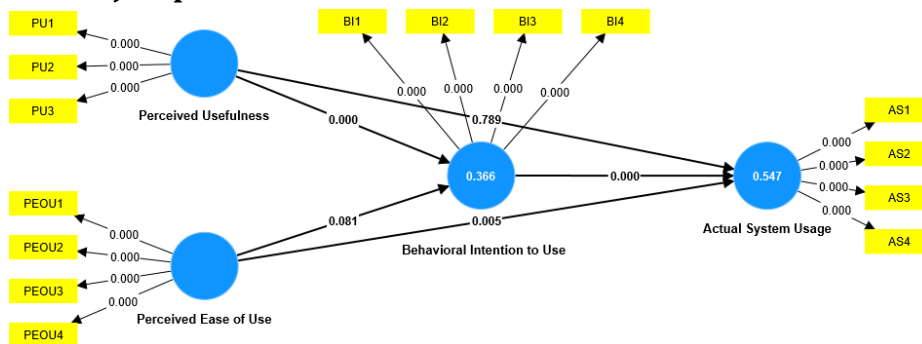 PU1
PU2
PU3
0.000
0.000
0.000
Perceived Usefulness
BI1
BI2
BI3
BI4
0.000
0.000
0.000
0.000
0.789
0.000
0.366
0.000
0.081
0.005
Behavioral Intention to Use
0.547
Actual System Usage
AS1
AS2
AS3
AS4
0.000
0.000
0.000
0.000
PEOU1
PEOU2
PEOU3
PEOU4
0.000
0.000
0.000
0.000
Perceived Ease of Use